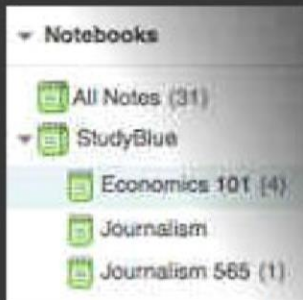 Notebooks
All Notes (31)
StudyBlue
Economics 101 (4)
Journalism
Journalism 565 (1)